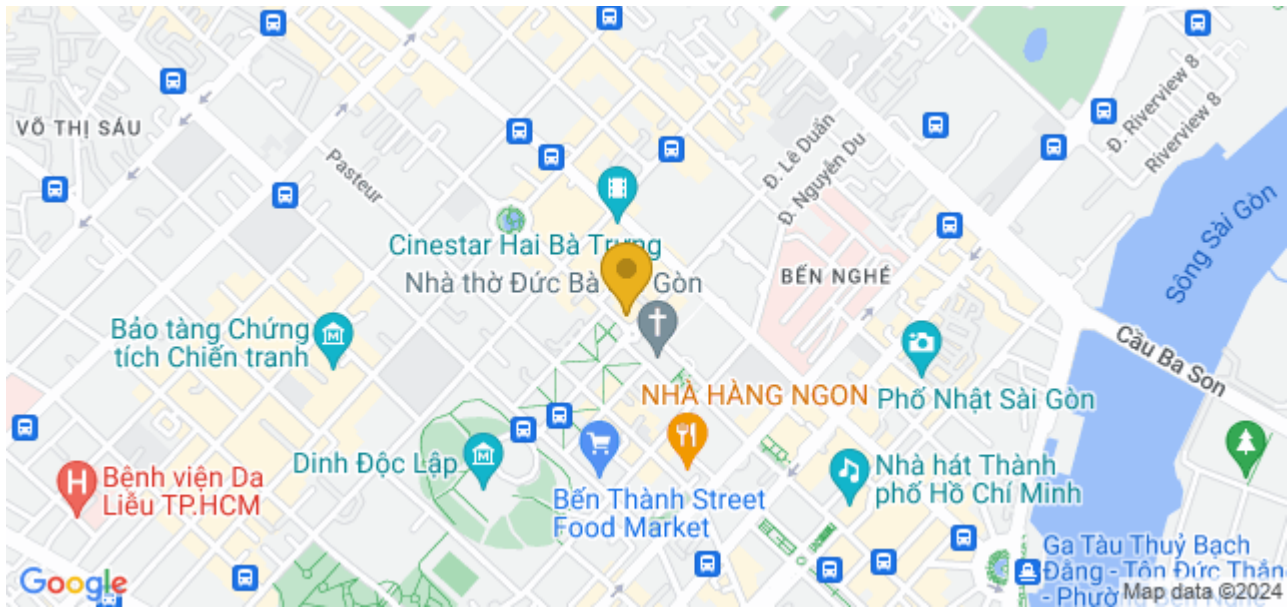 VÕ THỊ SÁU
Pasteur
Đ. Lê Duẩn
Đ. Nguyễn Du
Đ. Riverview 8
Riverview 8
Sông Sài Gòn
Cinestar Hai Bà Trưng
Nhà thờ Đức Bà Gòn
BẾN NGHÉ
Bảo tàng Chứng
tích Chiến tranh
Cầu Ba Son
NHÀ HÀNG NGON
Phố Nhật Sài Gòn
Dinh Độc Lập
Bệnh viện Da
Liễu TP.HCM
Bến Thành Street
Food Market
Nhà hát Thành
phố Hồ Chí Minh
Ga Tàu Thuỷ Bạch
Đằng - Tôn Đức Thắn
- Phườ
Google
Map data ©2024